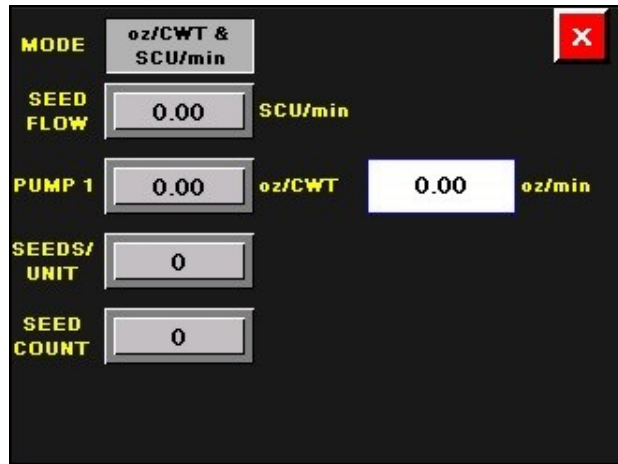 MODE
oz/CWT &
SCU/min
X
SEED
FLOW
0.00
SCU/min
PUMP 1
0.00
oz/CWT
0.00
oz/min
SEEDS/
UNIT
0
SEED
COUNT
0